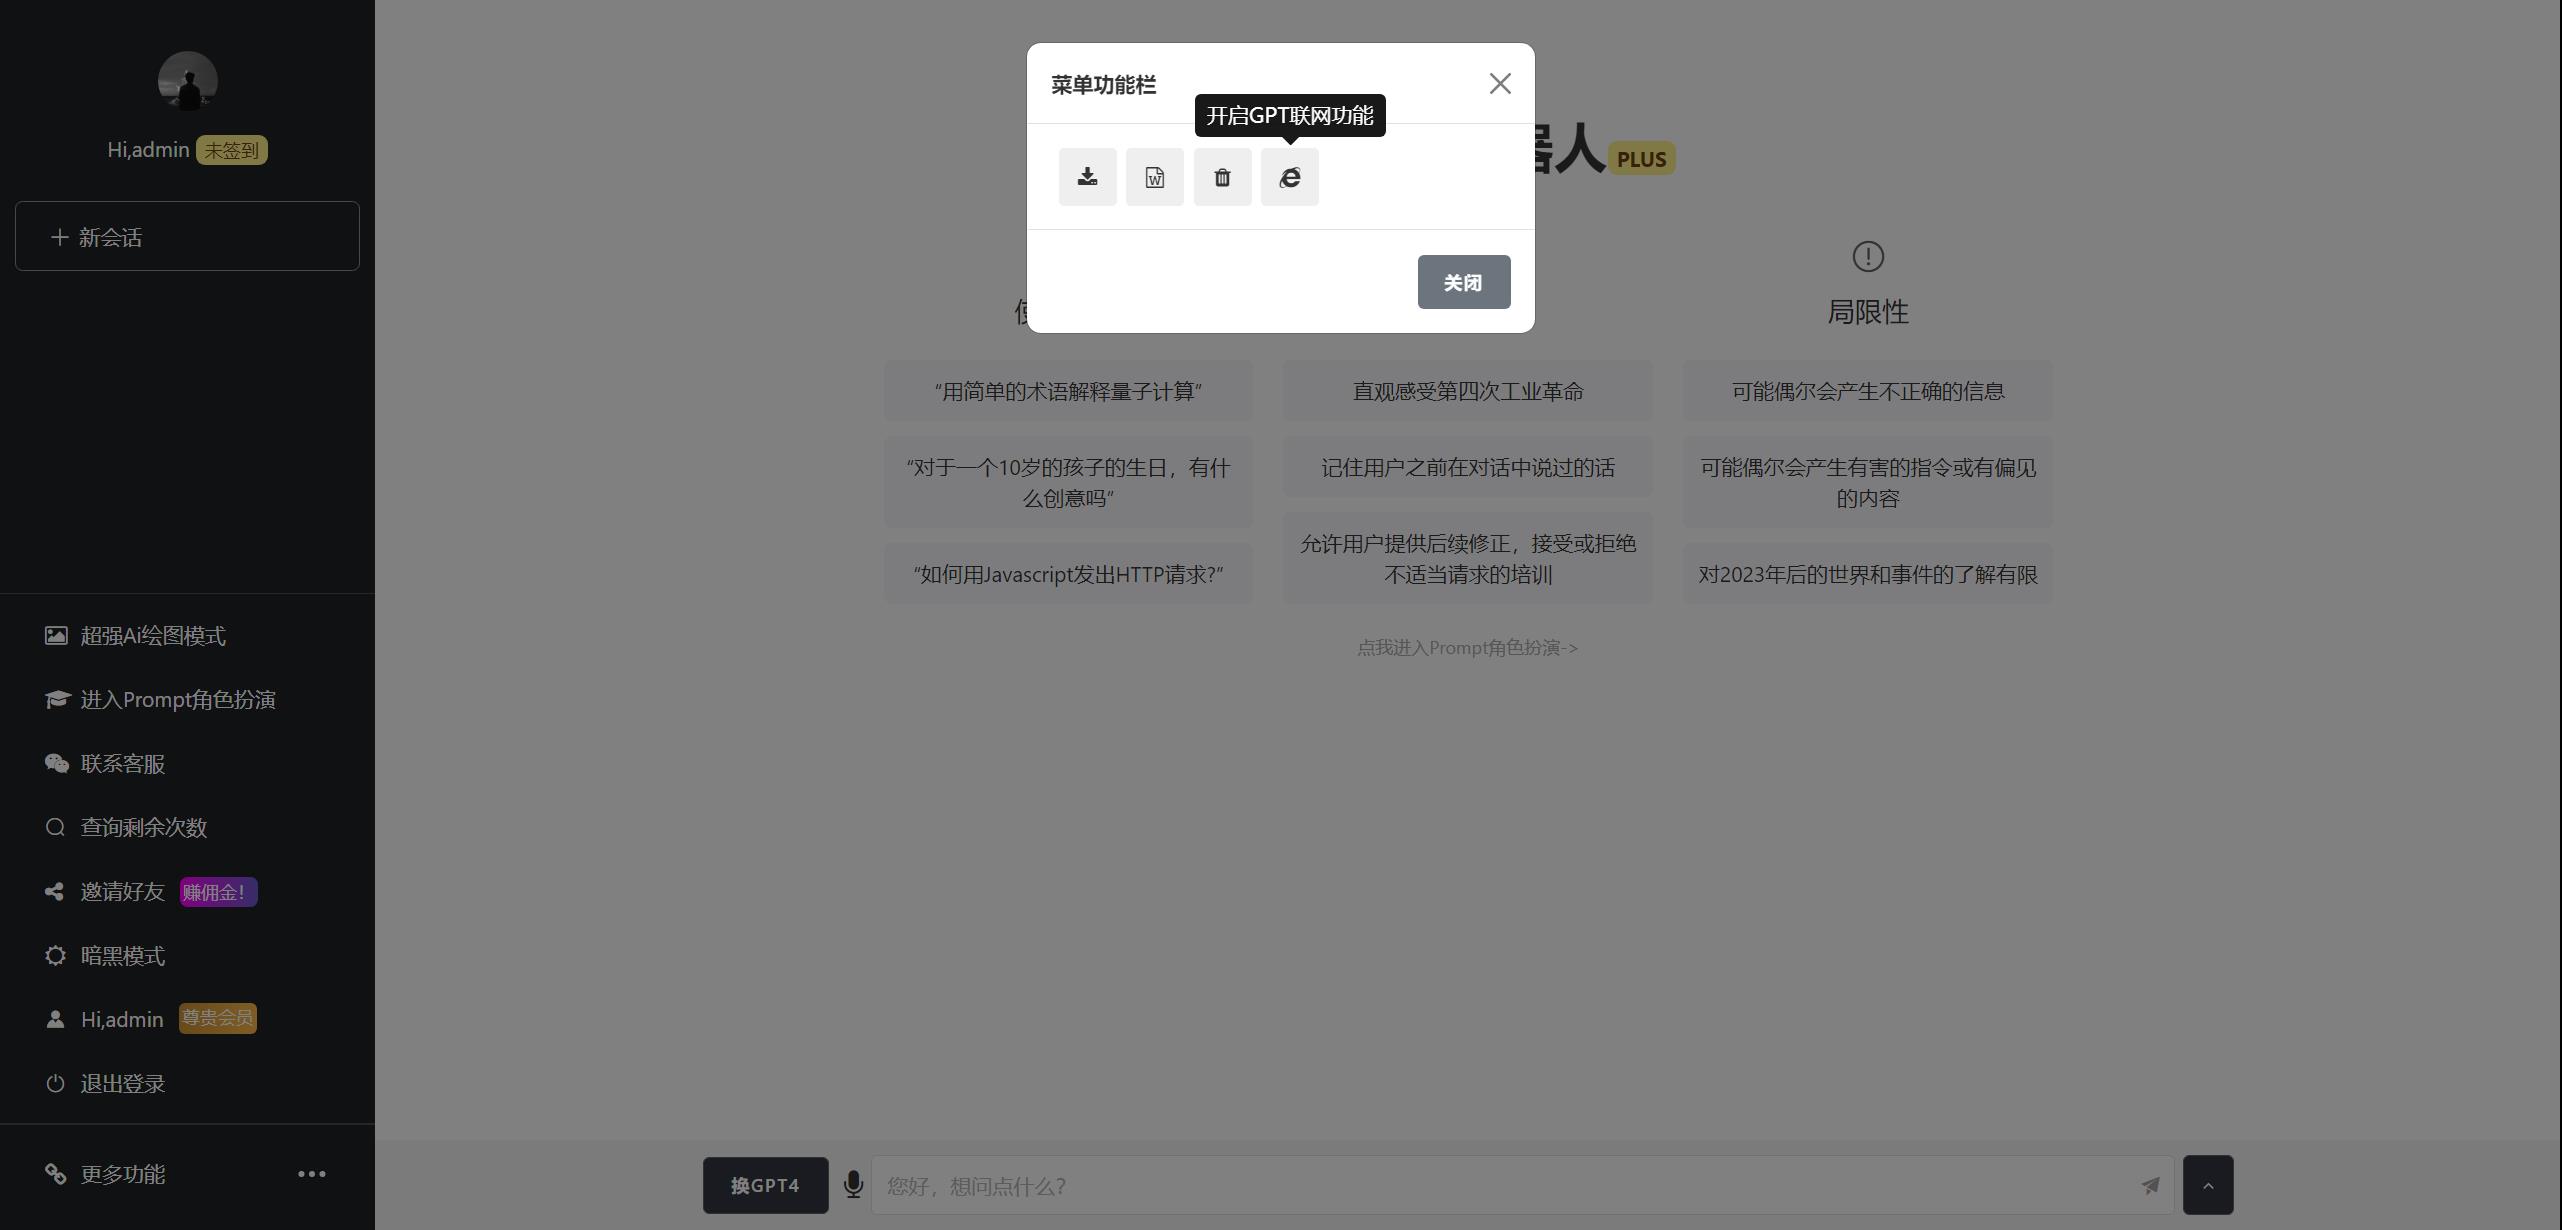 Hi,admin 未签到
新会话
超强Ai绘图模式
进入Prompt角色扮演
联系客服
查询剩余次数
邀请好友 赚佣金！
暗黑模式
Hi,admin 尊贵会员
退出登录
更多功能
菜单功能栏
开启GPT联网功能
关闭
人 PLUS
局限性
“用简单的术语解释量子计算”
“对于一个10岁的孩子的生日，有什
么创意吗”
“如何用Javascript发出HTTP请求?”
直观感受第四次工业革命
记住用户之前在对话中说过的话
允许用户提供后续修正，接受或拒绝
不适当请求的培训
可能偶尔会产生不正确的信息
可能偶尔会产生有害的指令或有偏见
的内容
对2023年后的世界和事件的了解有限
点我进入Prompt角色扮演->
换GPT4
您好，想问点什么？